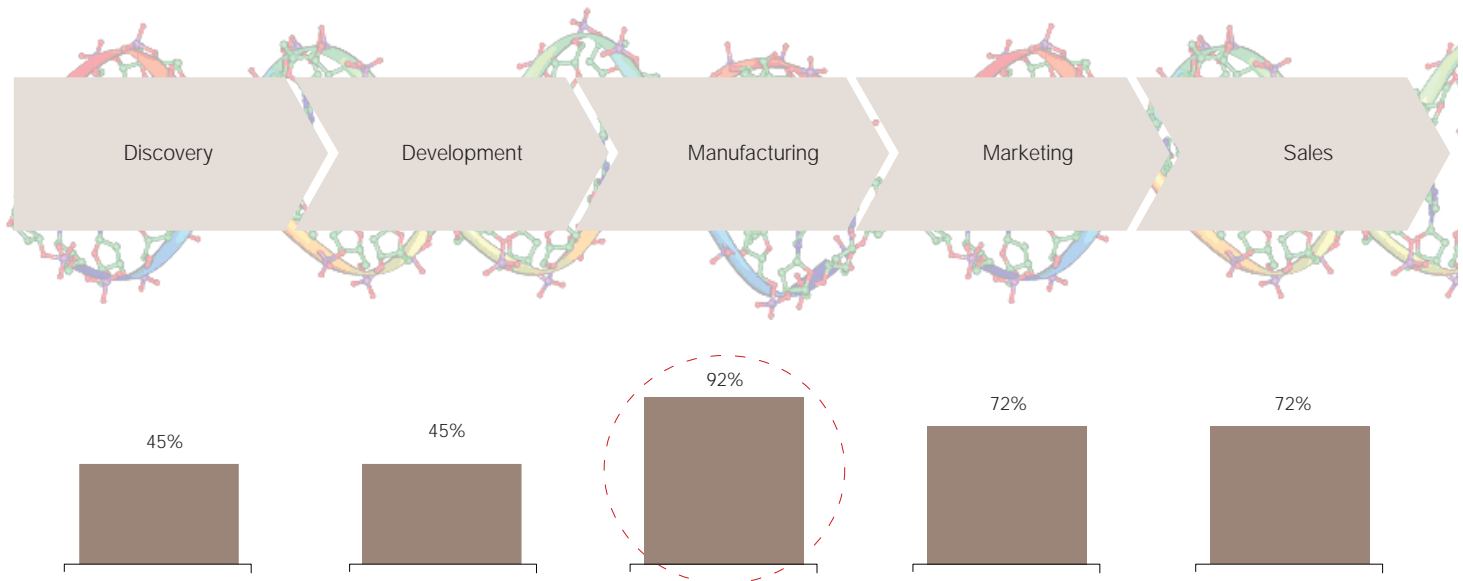 Discovery
Development
Manufacturing
Marketing
Sales
45%
45%
92%
72%
72%